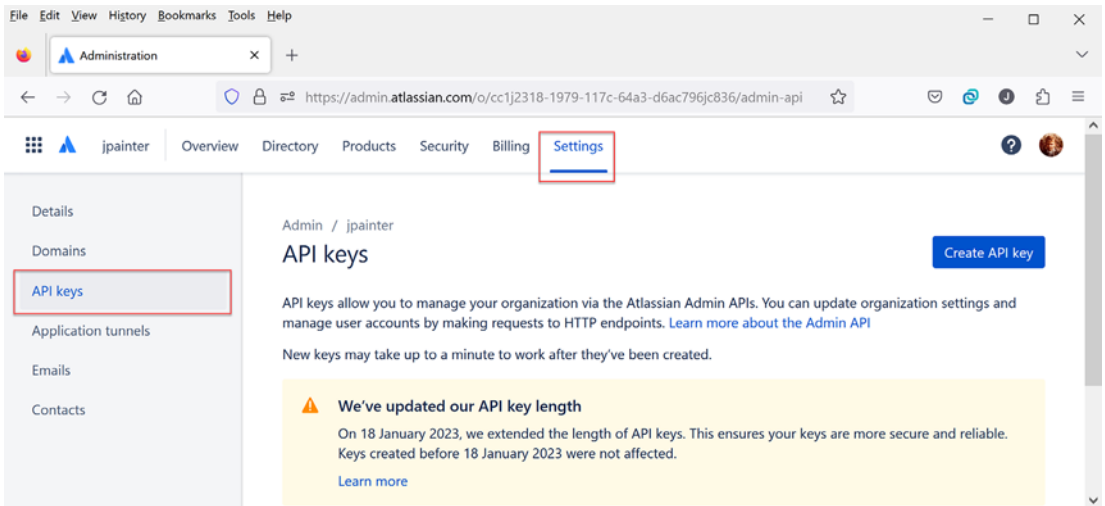 File Edit View History Bookmarks Tools Help
Administration
https://admin.atlassian.com/o/cc1j2318-1979-117c-64a3-d6ac796jc836/admin-api
J
jpainter Overview Directory Products Security Billing Settings
?
Details
Domains
API keys
Application tunnels
Emails
Contacts
Admin / jpainter
API keys
Create API key
API keys allow you to manage your organization via the Atlassian Admin APIs. You can update organization settings and
manage user accounts by making requests to HTTP endpoints. Learn more about the Admin API
New keys may take up to a minute to work after they've been created.
We've updated our API key length
On 18 January 2023, we extended the length of API keys. This ensures your keys are more secure and reliable.
Keys created before 18 January 2023 were not affected.
Learn more